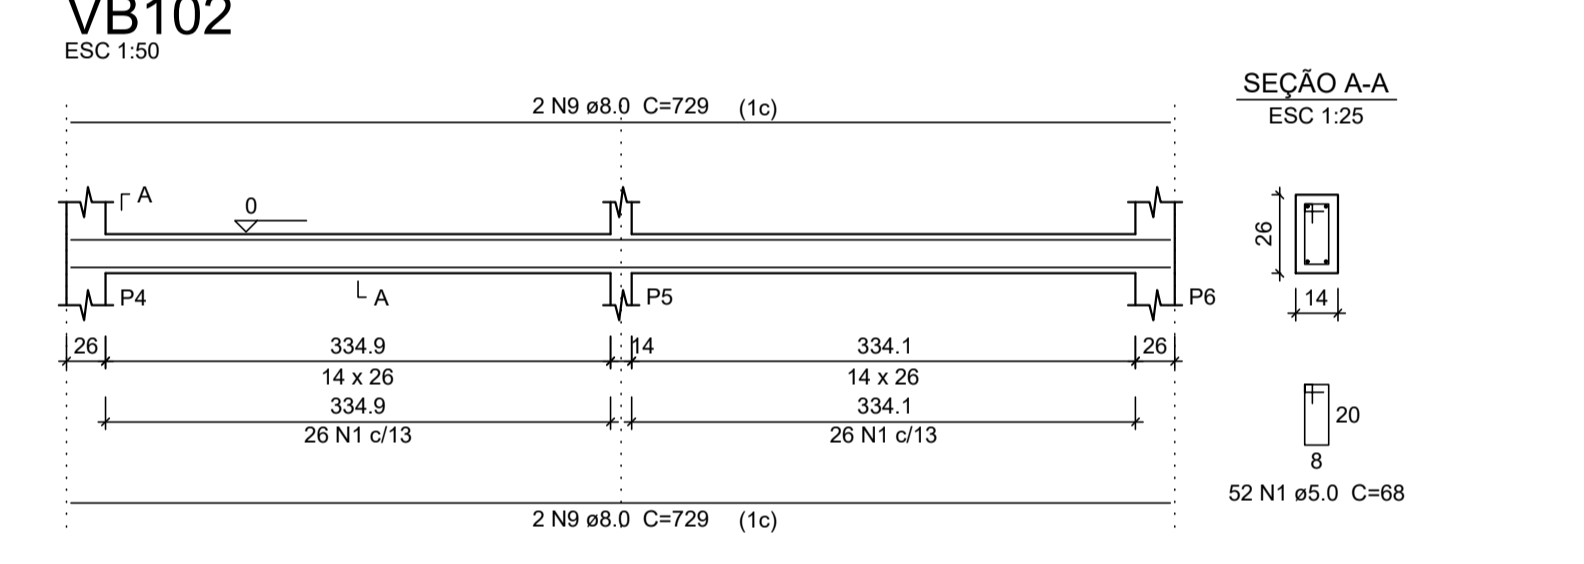 VB102
ESC 1:50
SEÇÃO A-A
ESC 1:25
2 N9 ø8.0 C=729 (1c)
A
0
26
P4
A
P5
P6
14
26
334.9
14
334.1
26
14 x 26
14 x 26
334.9
334.1
20
26 N1 c/13
26 N1 c/13
8
52 N1 ø5.0 C=68
2 N9 ø8.0 C=729 (1c)